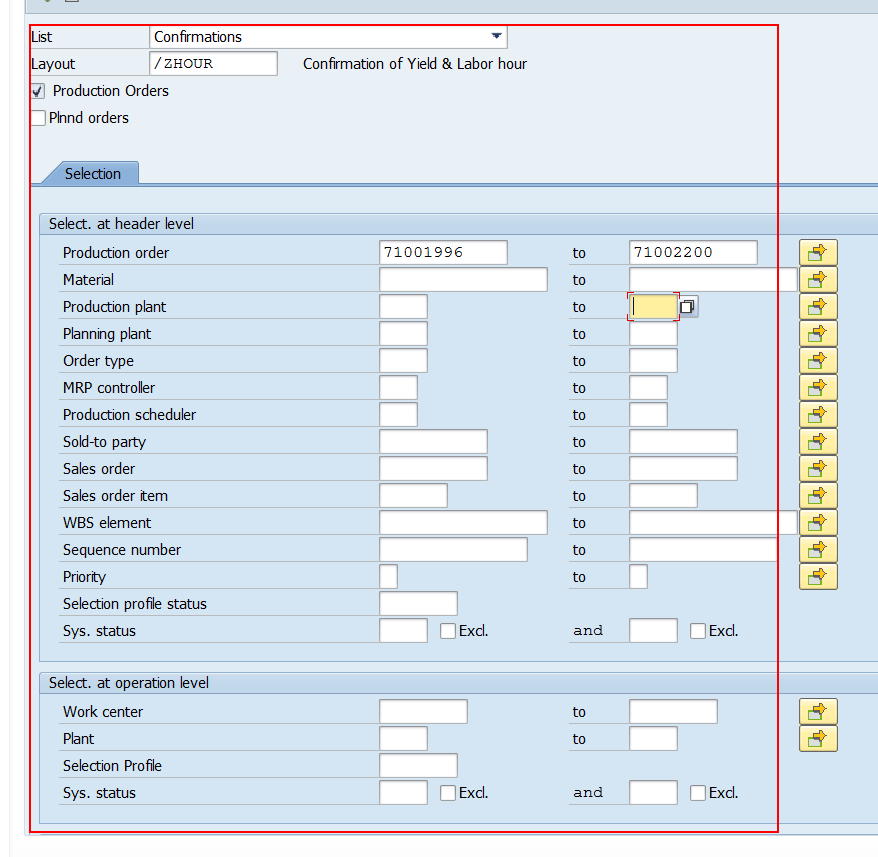 List Confirmations
Layout /ZHOUR Confirmation of Yield & Labor hour
Production Orders
Plnnd orders
Selection
Select. at header level
Production order 71001996 to 71002200
Material to
Production plant to
Planning plant to
Order type to
MRP controller to
Production scheduler to
Sold-to party to
Sales order to
Sales order item to
WBS element to
Sequence number to
Priority to
Selection profile status
Sys. status Excl. and Excl.
Select. at operation level
Work center to
Plant to
Selection Profile
Sys. status Excl. and Excl.